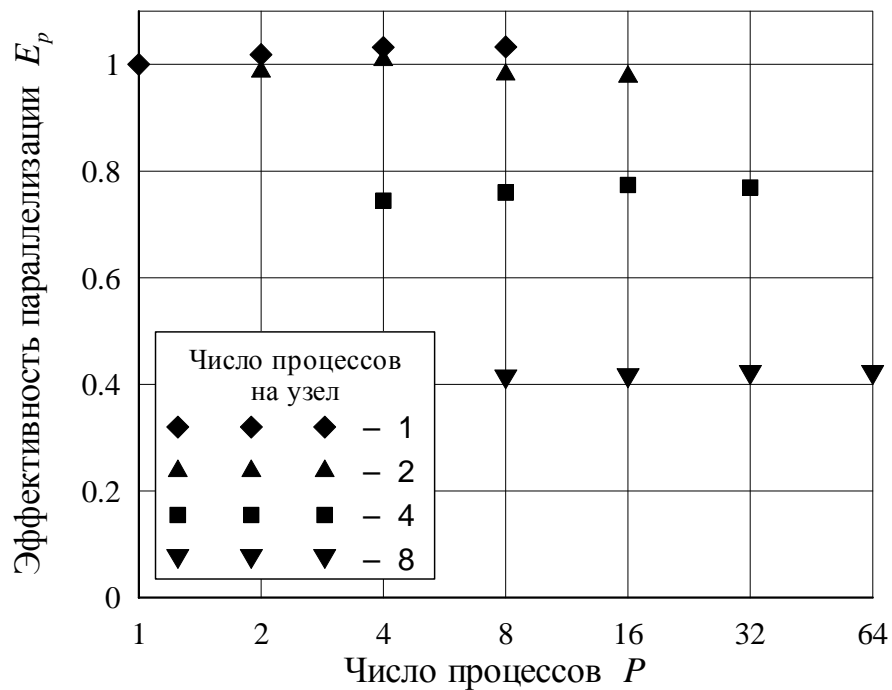 Эффективность параллелизации E_p
1
0.8
0.6
0.4
0.2
0
Число процессов
на узел
– 1
– 2
– 4
– 8
1 2 4 8 16 32 64
Число процессов P